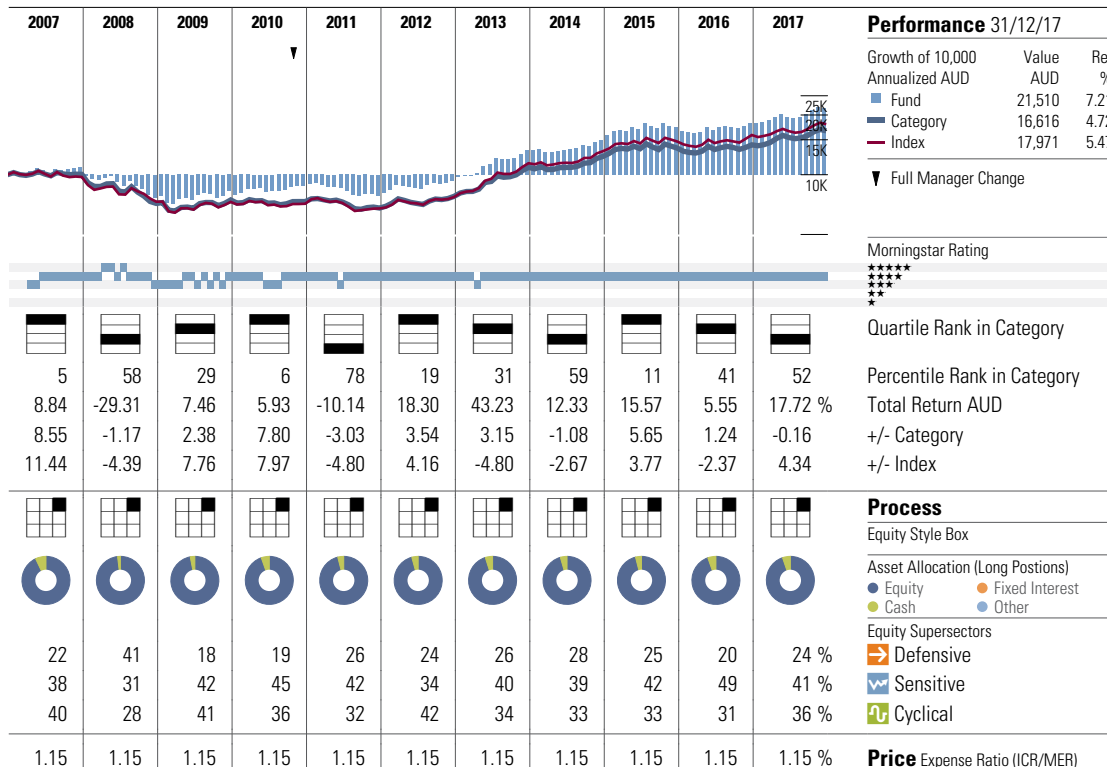 2007 2008 2009 2010 2011 2012 2013 2014 2015 2016 2017
Performance 31/12/17
Growth of 10,000 Value
Annualized AUD AUD %
Fund 21,510
Category 16,616
Index 17,971
Full Manager Change
25K
20K
15K
10K
Morningstar Rating
★★★★★
★★★★
★★★
★★
★
Quartile Rank in Category
5 58 29 6 78 19 31 59 11 41 52 Percentile Rank in Category
8.84 -29.31 7.46 5.93 -10.14 18.30 43.23 12.33 15.57 5.55 17.72 % Total Return AUD
8.55 -1.17 2.38 7.80 -3.03 3.54 3.15 -1.08 5.65 1.24 -0.16 +/- Category
11.44 -4.39 7.76 7.97 -4.80 4.16 -4.80 -2.67 3.77 -2.37 4.34 +/- Index
Process
Equity Style Box
Asset Allocation (Long Postions)
Equity Fixed Interest
Cash Other
Equity Supersectors
22 41 18 19 26 24 26 28 25 20 24 % Defensive
38 31 42 45 42 34 40 39 42 49 41 % Sensitive
40 28 41 36 32 42 34 33 33 31 36 % Cyclical
1.15 1.15 1.15 1.15 1.15 1.15 1.15 1.15 1.15 1.15 1.15 % Price Expense Ratio (ICR/MER)